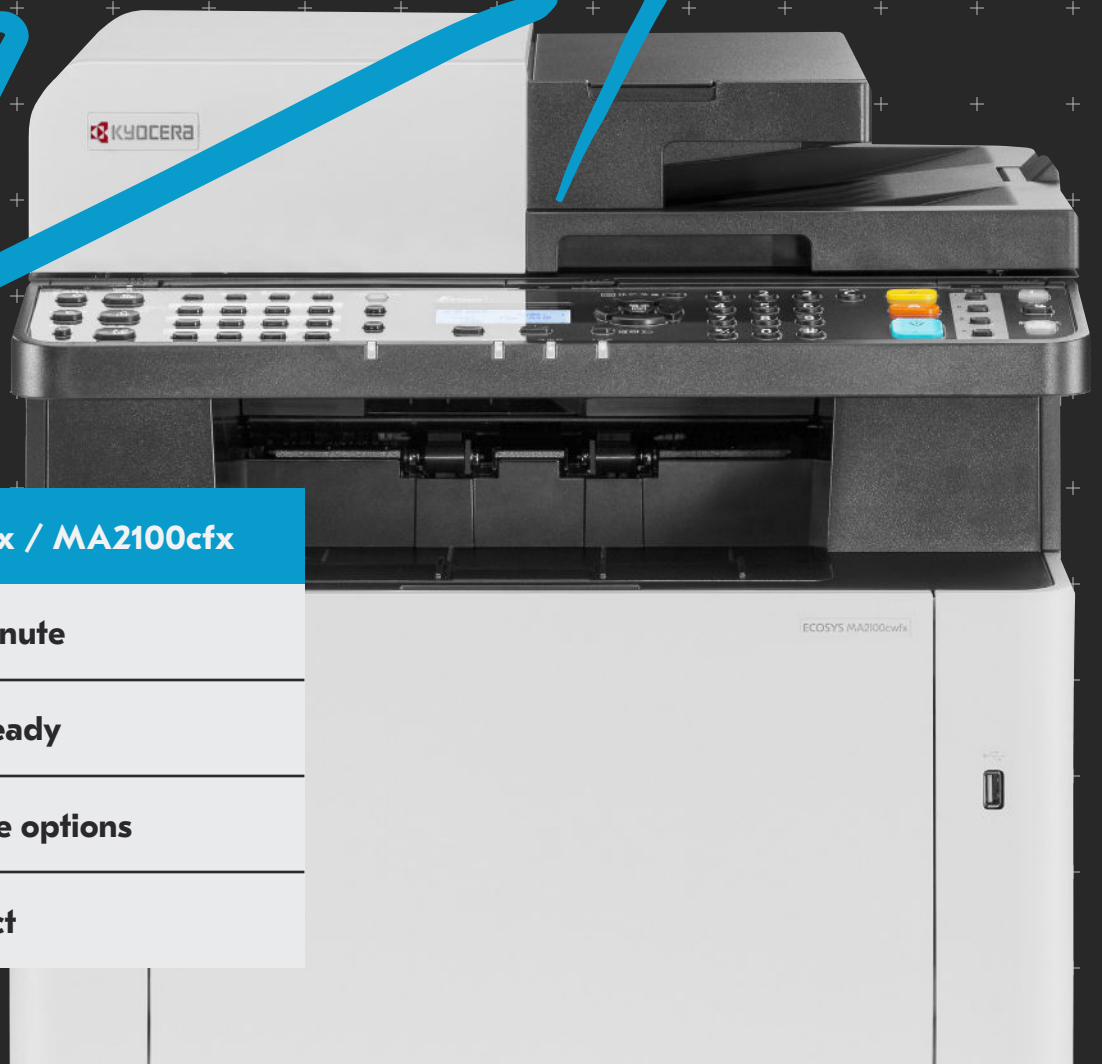 KYOCERA
x / MA2100cfx
nute
eady
e options
ct
ECOSYS MA2100cwfx